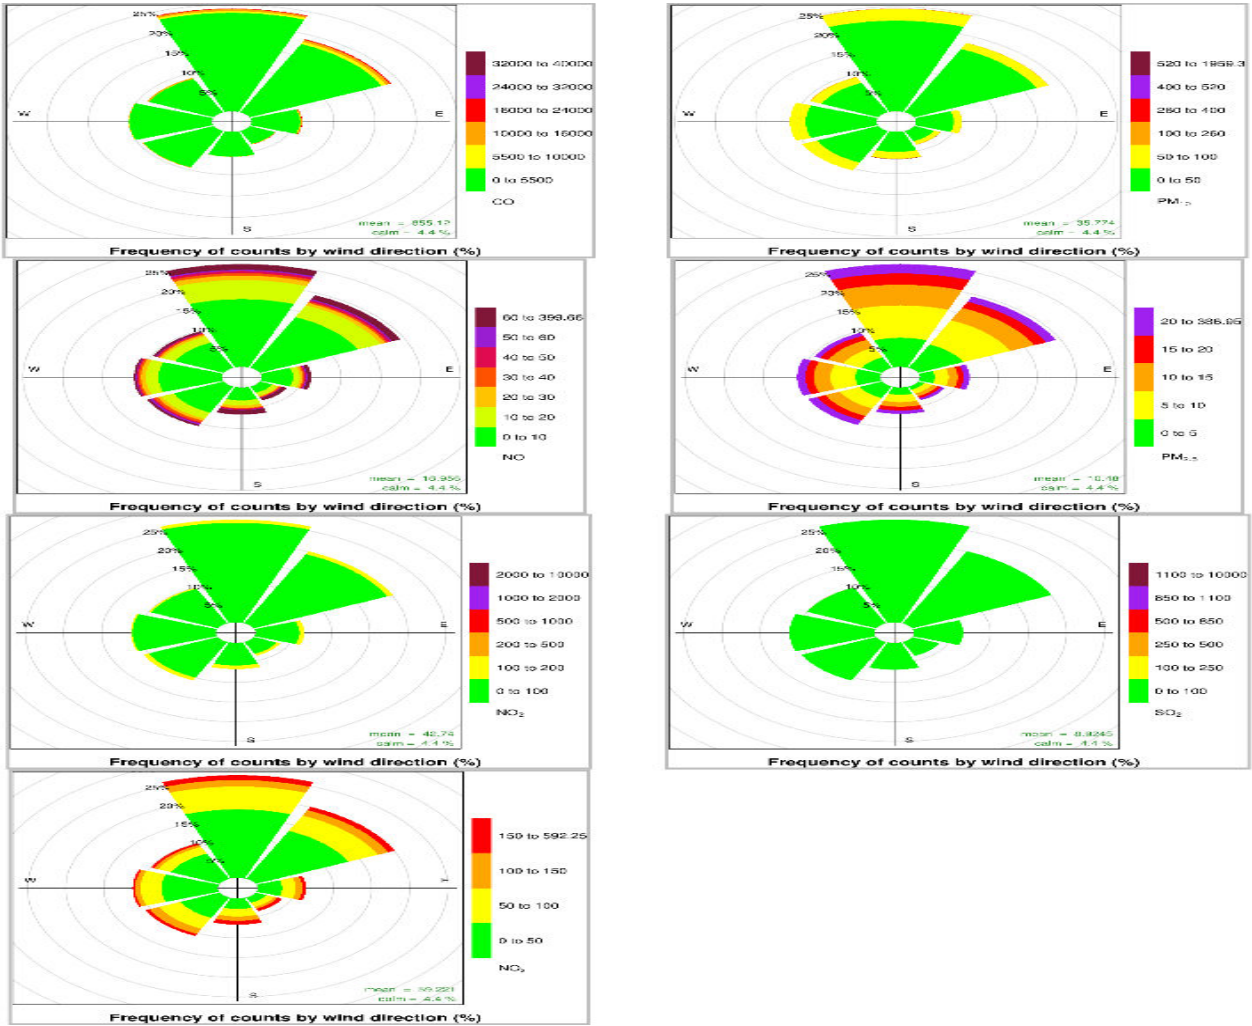 25%
20%
15%
10%
5%
W
E
S
32000 to 40000
24000 to 32000
16000 to 24000
10000 to 16000
5500 to 10000
0 to 5500
CO
mean = 655.12
calm = 4.4 %
Frequency of counts by wind direction (%)
25%
20%
15%
10%
5%
W
E
S
520 to 1959.3
400 to 520
260 to 400
100 to 260
50 to 100
0 to 50
mean = 35.774
calm = 4.4 %
Frequency of counts by wind direction (%)
25%
20%
15%
10%
5%
W
E
S
60 to 399.66
50 to 60
40 to 50
30 to 40
20 to 30
10 to 20
0 to 10
NO
mean = 16.956
calm = 4.4 %
Frequency of counts by wind direction (%)
25%
20%
15%
10%
5%
W
E
S
20 to 386.85
15 to 20
10 to 15
5 to 10
0 to 5
PM₂.₅
calm = 4.4 %
Frequency of counts by wind direction (%)
25%
20%
15%
10%
5%
W
E
S
2000 to 10000
1000 to 2000
500 to 1000
200 to 500
100 to 200
0 to 100
NO₂
mean = 42.74
calm = 4.4 %
Frequency of counts by wind direction (%)
25%
20%
15%
10%
5%
W
E
S
1100 to 10000
850 to 1100
500 to 850
250 to 500
100 to 250
0 to 100
SO₂
mean = 8.9245
calm = 4.4 %
Frequency of counts by wind direction (%)
25%
20%
15%
10%
5%
W
S
150 to 592.25
100 to 150
50 to 100
0 to 50
mean = 59.221
calm = 4.4 %
Frequency of counts by wind direction (%)